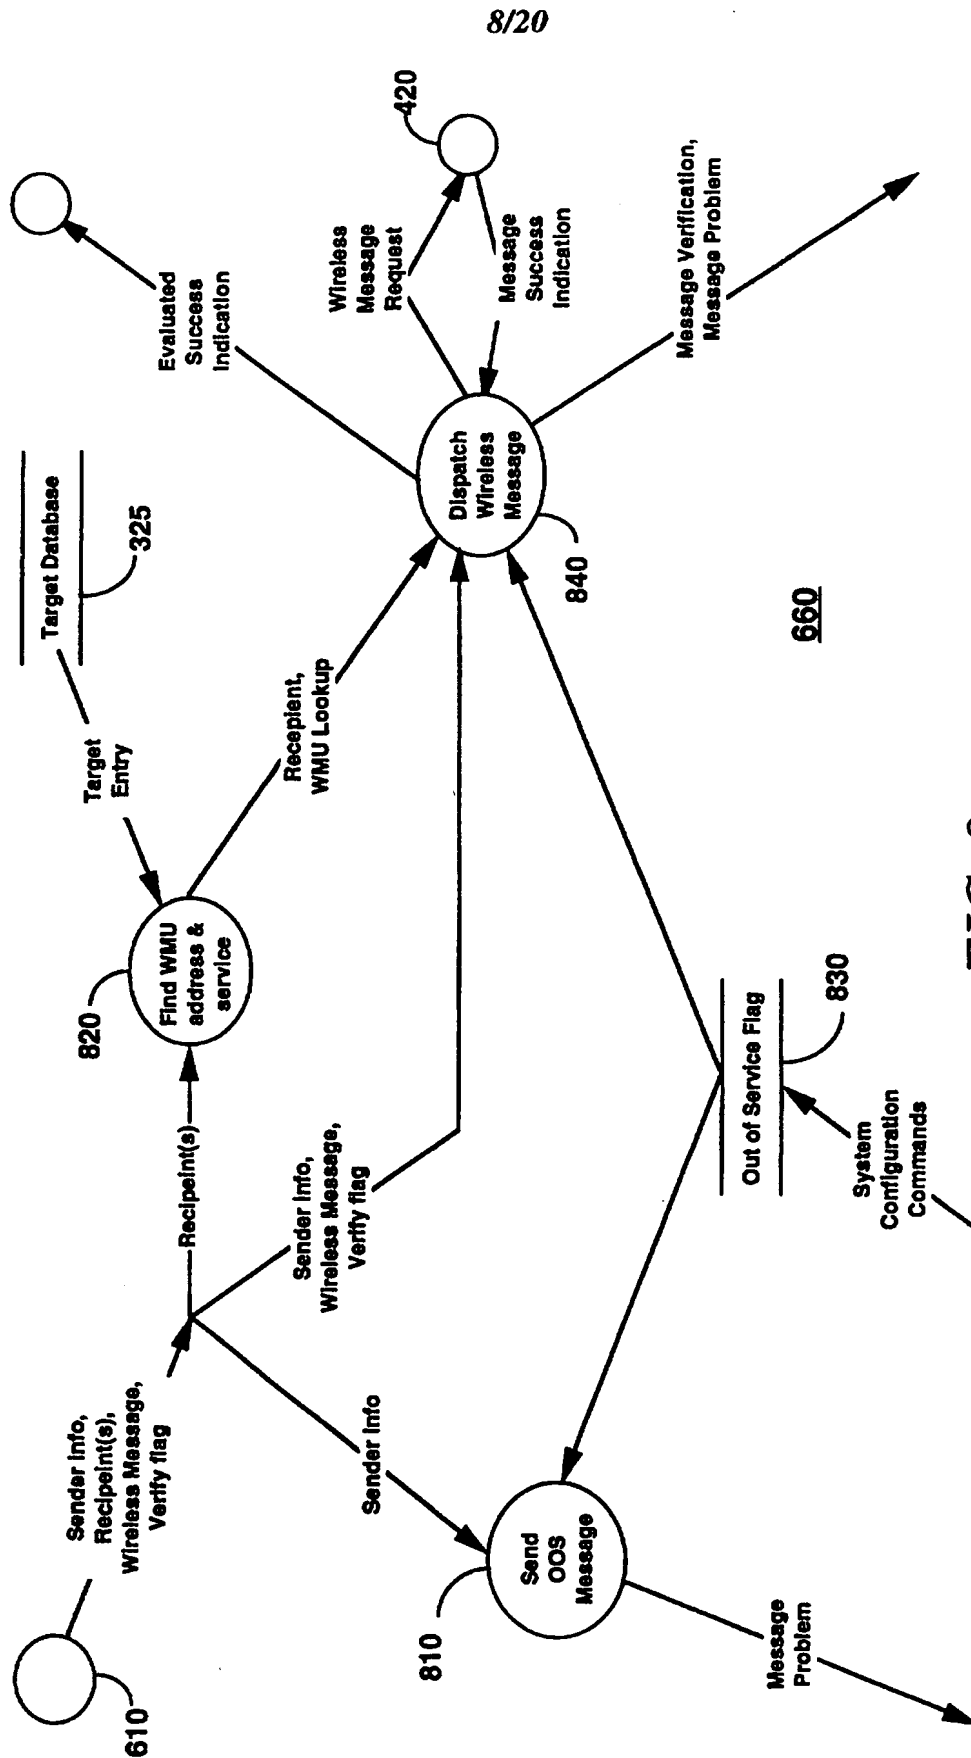 8/20
610
Sender Info,
Recipeint(s),
Wireless Message,
Verify flag
Recipeint(s)
820
Find WMU
address &
service
Target
Entry
Target Database
325
Evaluated
Success
Indication
Sender Info,
Wireless Message,
Verify flag
Recepient,
WMU Lookup
Wireless
Message
Request
420
Sender Info
Dispatch
Wireless
Message
840
Message
Success
Indication
810
Send
OOS
Message
Message
Problem
Out of Service Flag
830
System
Configuration
Commands
Message Verification,
Message Problem
660